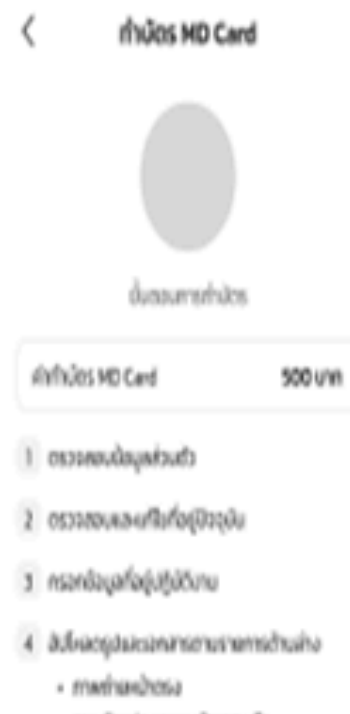 ทำบัตร MD Card
ขั้นตอนการทำบัตร
ค่าทำบัตร MD Card 500 บาท
1 ตรวจสอบข้อมูลส่วนตัว
2 ตรวจสอบและแก้ไขที่อยู่ปัจจุบัน
3 กรอกข้อมูลที่อยู่ปฏิบัติงาน
4 อัปโหลดรูปและเอกสารตามรายการด้านล่าง
• ภาพถ่ายหน้าตรง